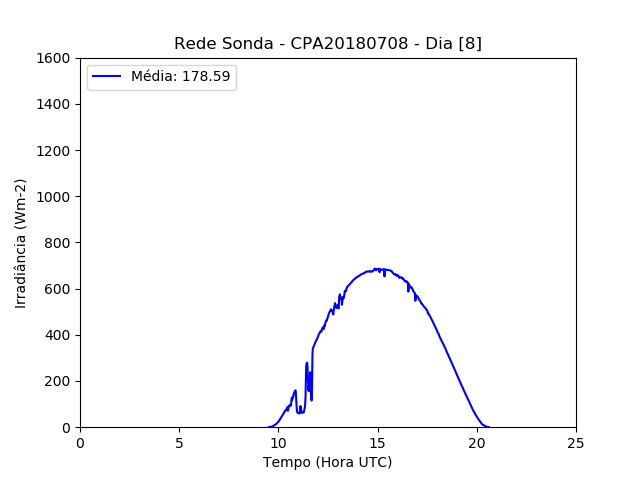 Rede Sonda - CPA20180708 - Dia [8]
Média: 178.59
1600
1400
1200
1000
800
600
400
200
0
Irradiância (Wm-2)
0 5 10 15 20 25
Tempo (Hora UTC)